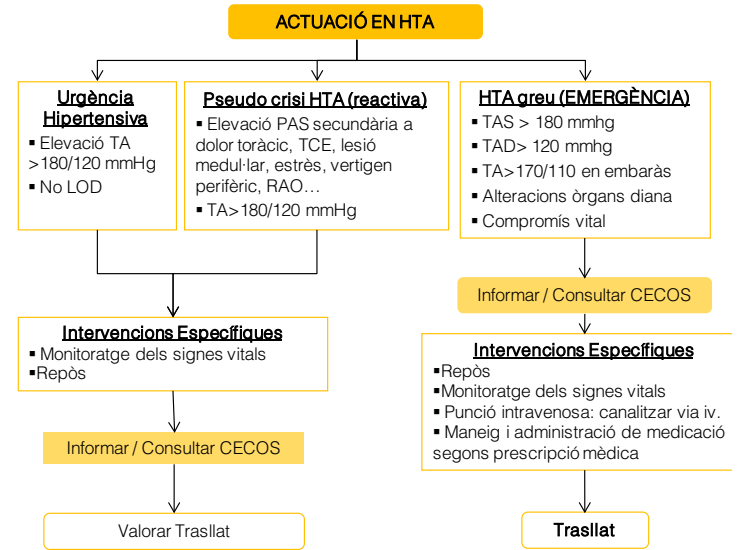 ACTUACIÓ EN HTA
Urgència
Hipertensiva
▪ Elevació TA
>180/120 mmHg
▪ No LOD
Pseudo crisi HTA (reactiva)
▪ Elevació PAS secundària a
dolor toràcic, TCE, lesió
medul·lar, estrès, vertigen
perifèric, RAO…
▪ TA>180/120 mmHg
HTA greu (EMERGÈNCIA)
▪ TAS > 180 mmhg
▪ TAD> 120 mmhg
▪ TA>170/110 en embaràs
▪ Alteracions òrgans diana
▪ Compromís vital
Informar / Consultar CECOS
Intervencions Específiques
▪ Monitoratge dels signes vitals
▪Repòs
Intervencions Específiques
▪Repòs
▪Monitoratge dels signes vitals
▪ Punció intravenosa: canalitzar via iv.
▪ Maneig i administració de medicació
segons prescripció mèdica
Informar / Consultar CECOS
Valorar Trasllat
Trasllat